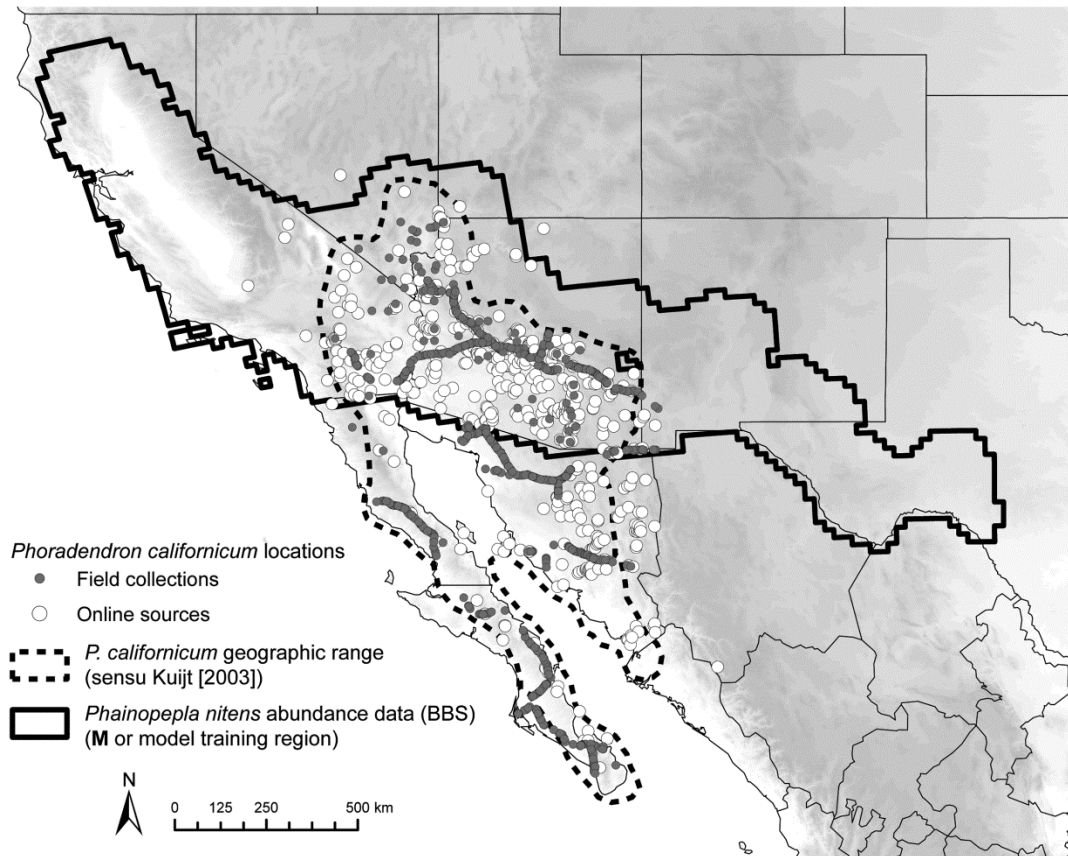 Phoradendron californicum locations
Field collections
Online sources
P. californicum geographic range
(sensu Kuijt [2003])
Phainopepla nitens abundance data (BBS)
(M or model training region)
N
0 125 250 500 km